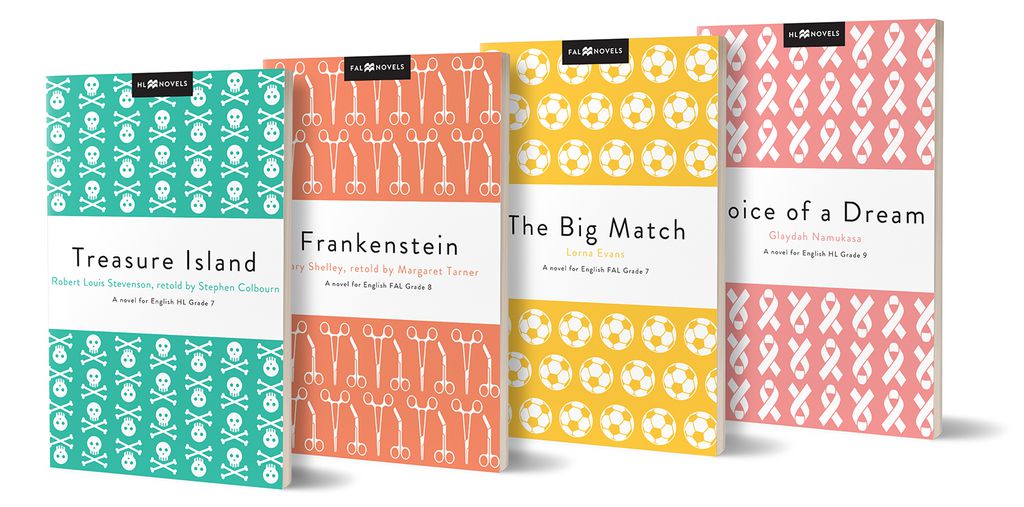 HL NOVELS
Treasure Island
Robert Louis Stevenson, retold by Stephen Colbourn
A novel for English HL Grade 7
FAL NOVELS
Frankenstein
ary Shelley, retold by Margaret Tarner
A novel for English FAL Grade 8
FAL NOVELS
The Big Match
Lorna Evans
A novel for English FAL Grade 7
HL NOVELS
oice of a Dream
Glaydah Namukasa
A novel for English HL Grade 9